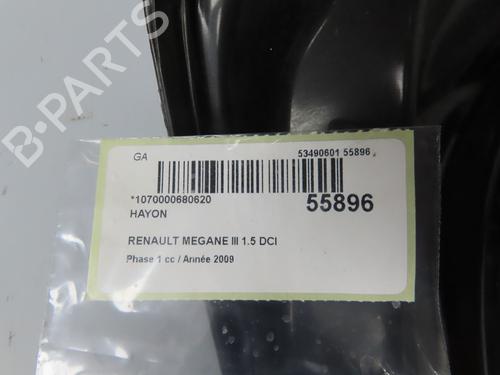 B-PARTS
GA 53490601 55896
*1070000680620 55896
HAYON
RENAULT MEGANE III 1.5 DCI
Phase 1 cc / Année 2009